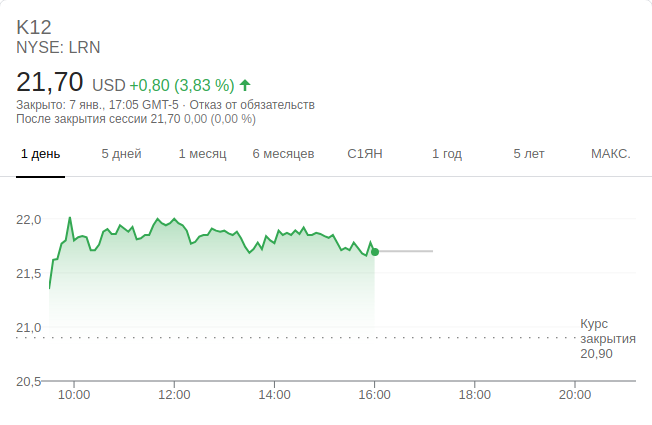 K12
NYSE: LRN
21,70 USD +0,80 (3,83 %)
Закрыто: 7 янв., 17:05 GMT-5 · Отказ от обязательств
После закрытия сессии 21,70 0,00 (0,00 %)
1 день 5 дней 1 месяц 6 месяцев С1ЯН 1 год 5 лет МАКС.
22,0
21,5
21,0
Курс
закрытия
20,90
20,5
10:00 12:00 14:00 16:00 18:00 20:00